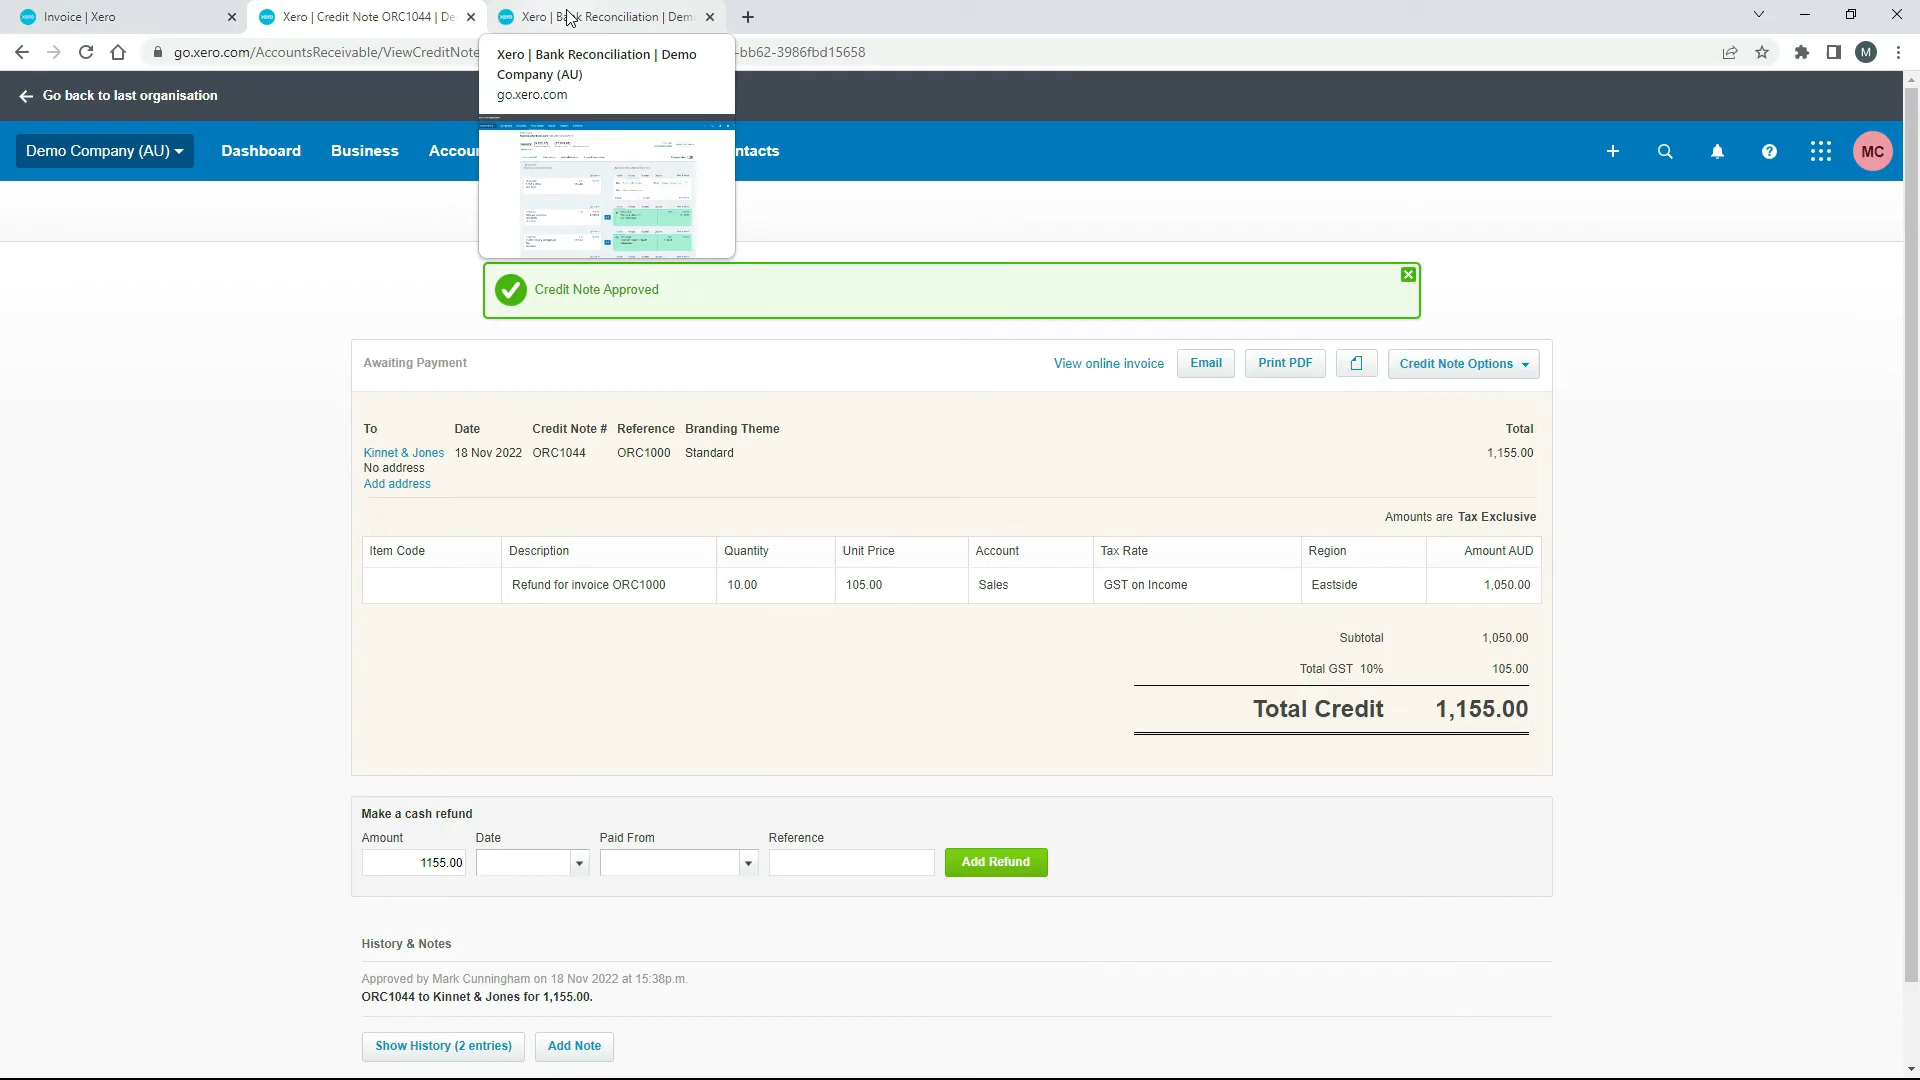 Invoice | Xero
Xero | Credit Note ORC1044 | De
Xero | Bank Reconciliation | Dem
go.xero.com/AccountsReceivable/ViewCreditNote
-bb62-3986fbd15658
M
Xero | Bank Reconciliation | Demo
Company (AU)
go.xero.com
Go back to last organisation
Demo Company (AU)
Dashboard
Business
Accou
ntacts
MC
Credit Note Approved
Awaiting Payment
View online invoice
Email
Print PDF
Credit Note Options
To Date Credit Note # Reference Branding Theme Total
Kinnet & Jones 18 Nov 2022 ORC1044 ORC1000 Standard 1,155.00
No address
Add address
Amounts are Tax Exclusive
Item Code Description Quantity Unit Price Account Tax Rate Region Amount AUD
Refund for invoice ORC1000 10.00 105.00 Sales GST on Income Eastside 1,050.00
Subtotal 1,050.00
Total GST 10% 105.00
Total Credit 1,155.00
Make a cash refund
Amount Date Paid From Reference
1155.00
Add Refund
History & Notes
Approved by Mark Cunningham on 18 Nov 2022 at 15:38p.m.
ORC1044 to Kinnet & Jones for 1,155.00.
Show History (2 entries)
Add Note